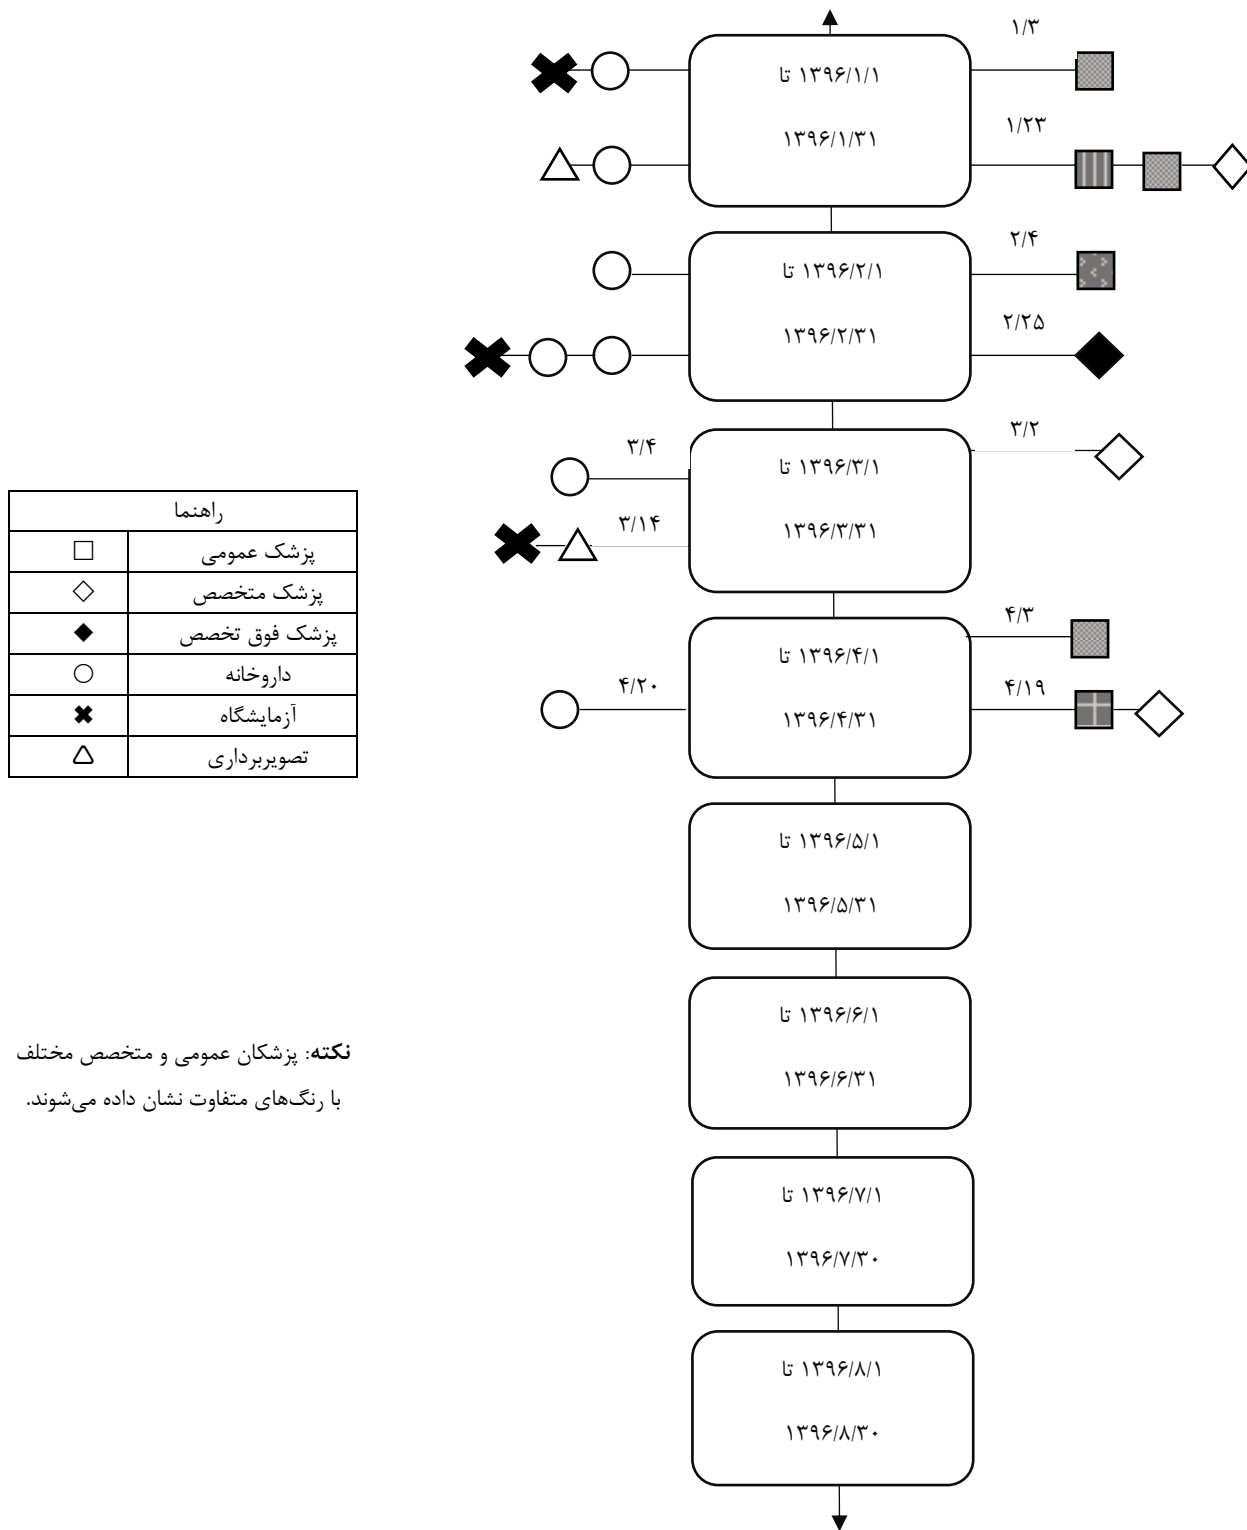 ۱/۳
۱۳۹۶/۱/۱ تا
۱۳۹۶/۱/۳۱
۱/۲۳
۲/۴
۱۳۹۶/۲/۱ تا
۱۳۹۶/۲/۳۱
۲/۲۵
۳/۲
۱۳۹۶/۳/۱ تا
۱۳۹۶/۳/۳۱
۳/۴
۳/۱۴
۴/۳
۱۳۹۶/۴/۱ تا
۱۳۹۶/۴/۳۱
۴/۱۹
۴/۲۰
۱۳۹۶/۵/۱ تا
۱۳۹۶/۵/۳۱
۱۳۹۶/۶/۱ تا
۱۳۹۶/۶/۳۱
۱۳۹۶/۷/۱ تا
۱۳۹۶/۷/۳۰
۱۳۹۶/۸/۱ تا
۱۳۹۶/۸/۳۰
راهنما
پزشک عمومی
پزشک متخصص
پزشک فوق تخصص
داروخانه
آزمایشگاه
تصویربرداری
نکته: پزشکان عمومی و متخصص مختلف
با رنگ‌های متفاوت نشان داده می‌شوند.